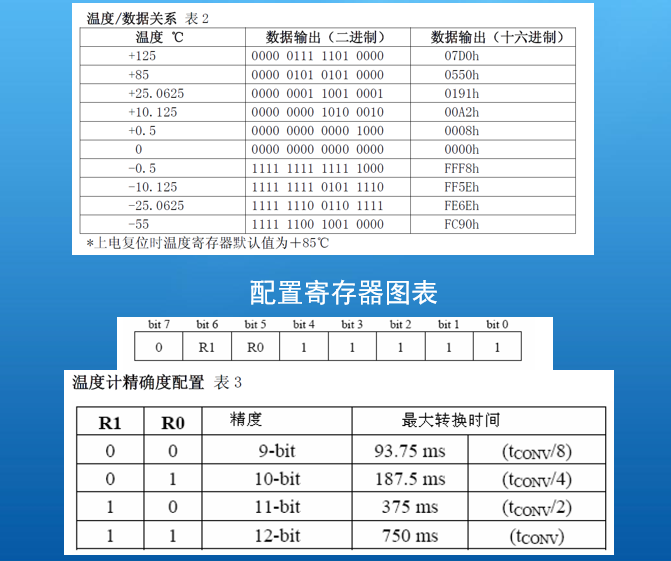 温度/数据关系 表 2
温度 ℃ 数据输出（二进制） 数据输出（十六进制）
+125 0000 0111 1101 0000 07D0h
+85 0000 0101 0101 0000 0550h
+25.0625 0000 0001 1001 0001 0191h
+10.125 0000 0000 1010 0010 00A2h
+0.5 0000 0000 0000 1000 0008h
0 0000 0000 0000 0000 0000h
-0.5 1111 1111 1111 1000 FFF8h
-10.125 1111 1111 0101 1110 FF5Eh
-25.0625 1111 1110 0110 1111 FE6Eh
-55 1111 1100 1001 0000 FC90h
*上电复位时温度寄存器默认值为＋85℃
配置寄存器图表
bit 7 bit 6 bit 5 bit 4 bit 3 bit 2 bit 1 bit 0
0 R1 R0 1 1 1 1 1
温度计精确度配置 表 3
R1 R0 精度 最大转换时间
0 0 9-bit 93.75 ms (tCONV/8)
0 1 10-bit 187.5 ms (tCONV/4)
1 0 11-bit 375 ms (tCONV/2)
1 1 12-bit 750 ms (tCONV)